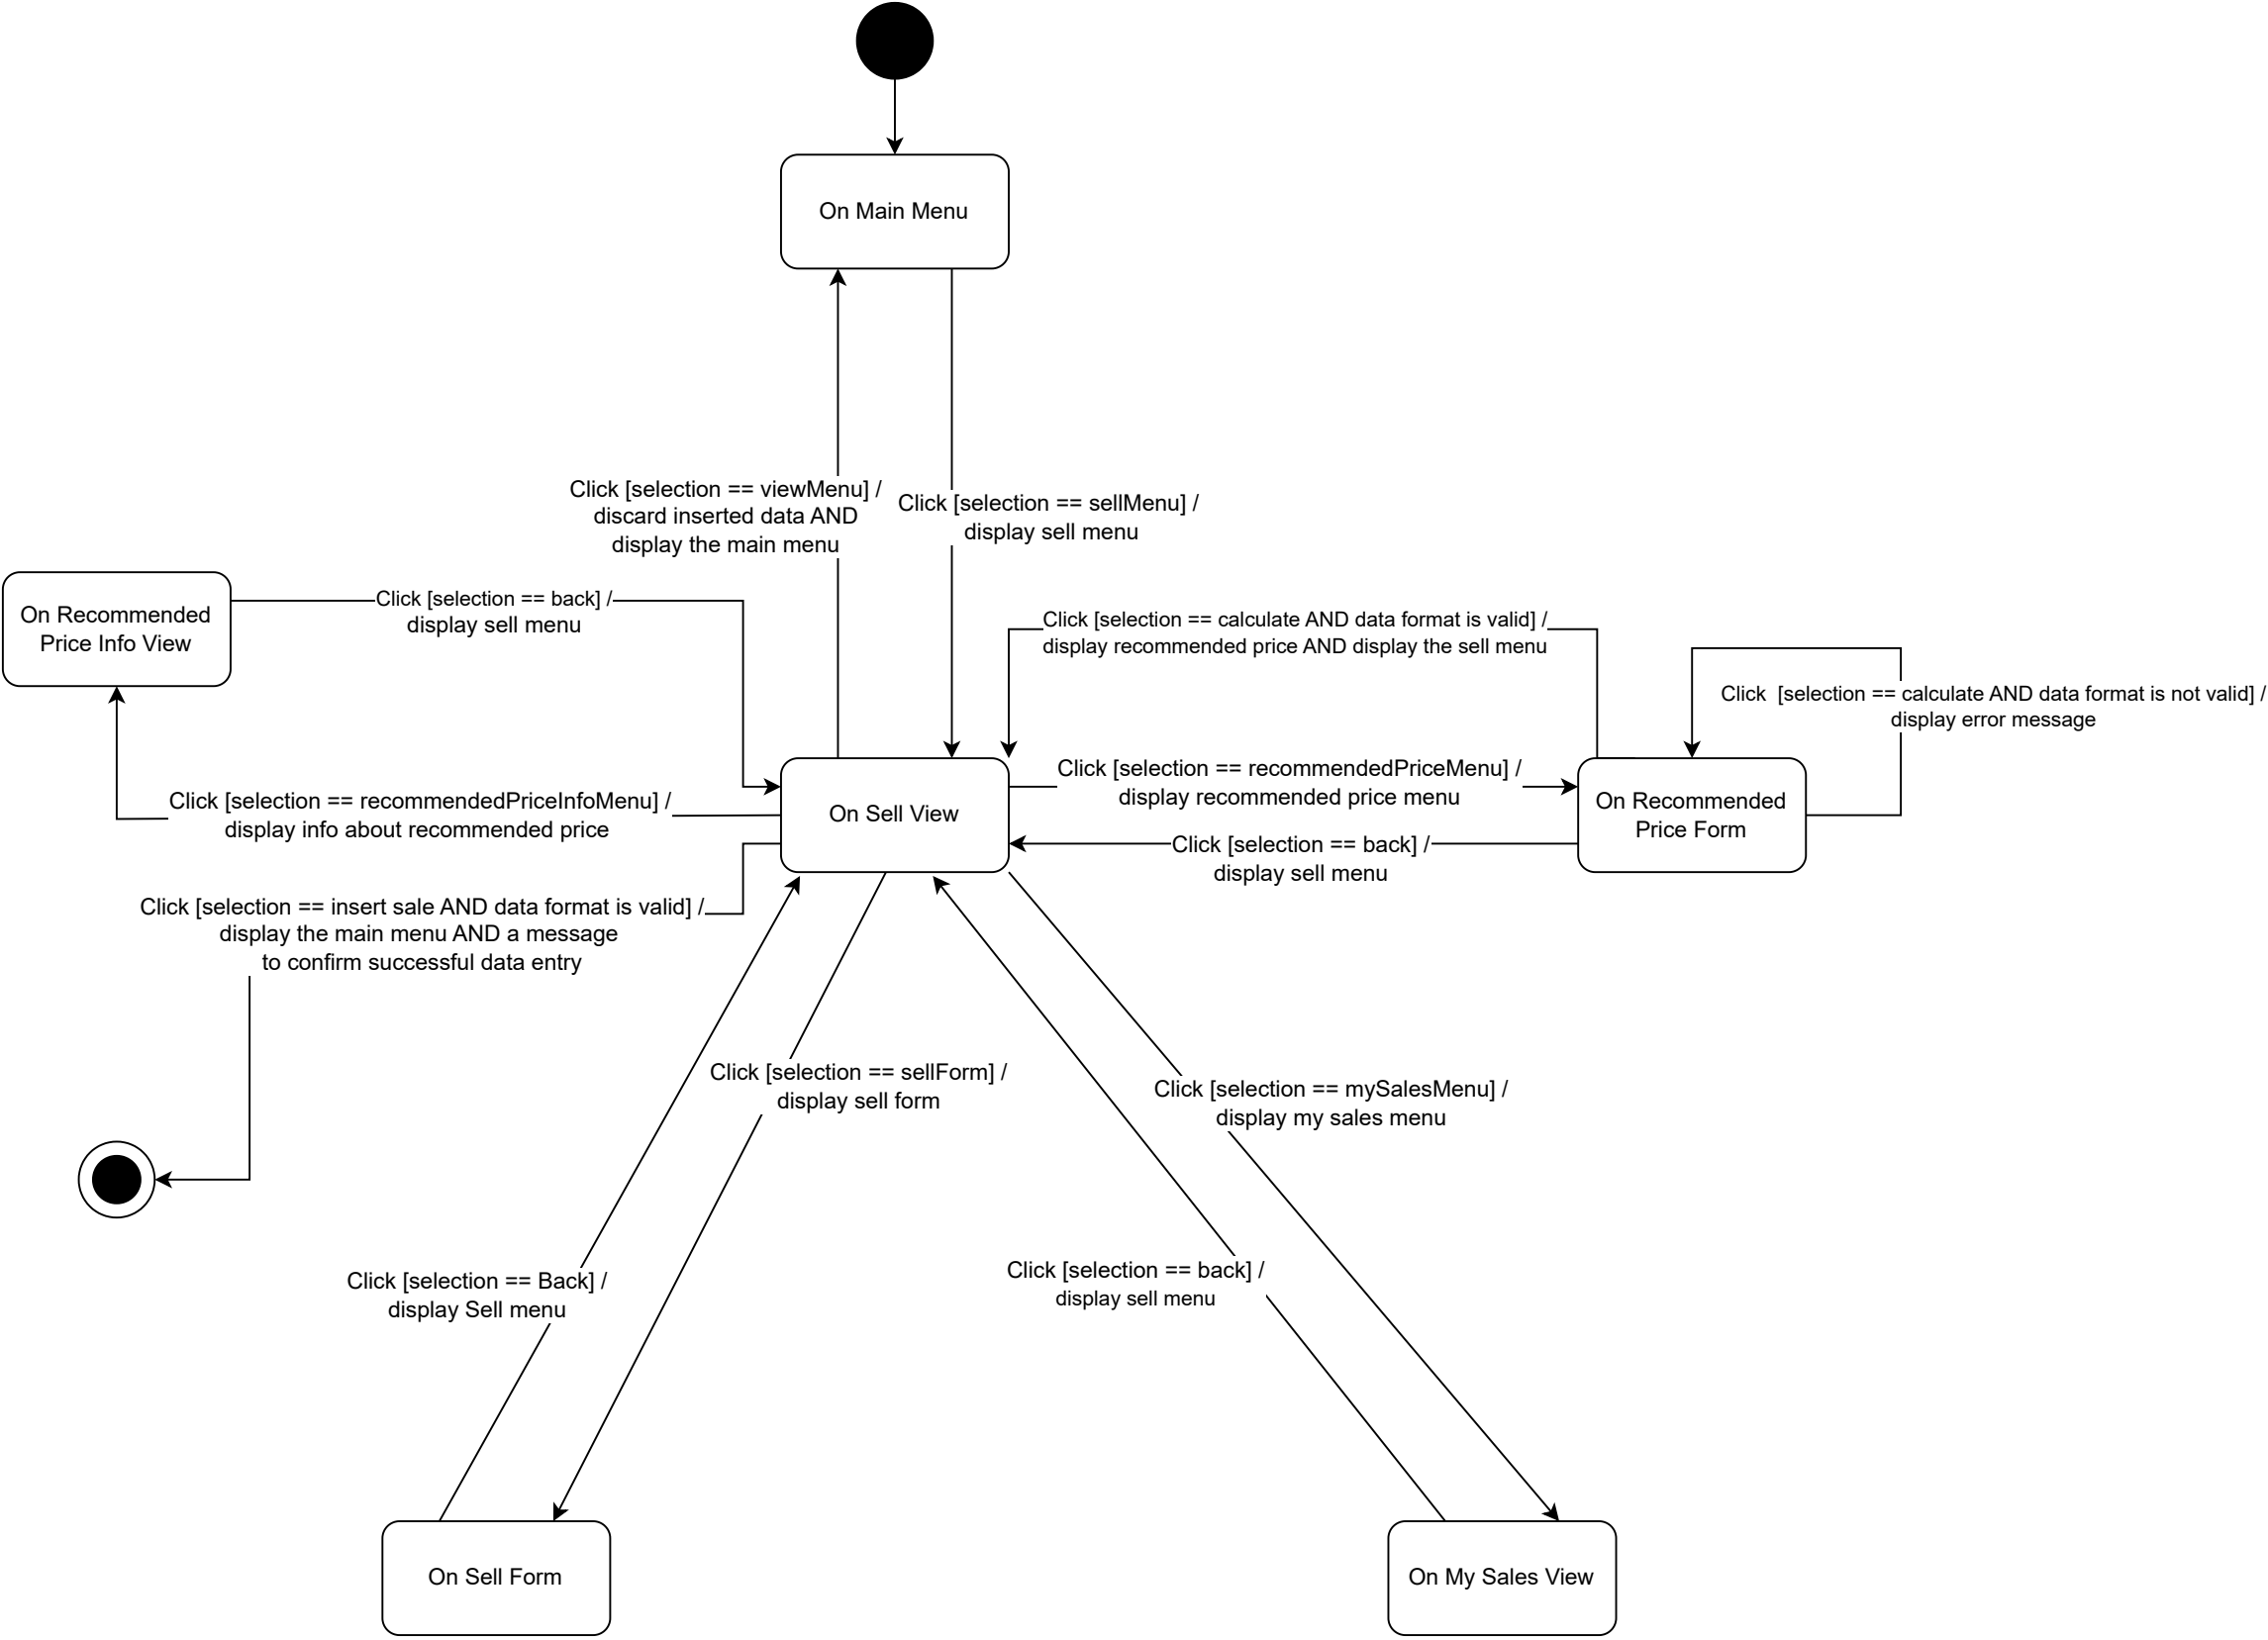 On Main Menu
Click [selection == viewMenu] /
discard inserted data AND
display the main menu
Click [selection == sellMenu] /
display sell menu
On Recommended
Price Info View
Click [selection == back] /
display sell menu
Click [selection == calculate AND data format is valid] /
display recommended price AND display the sell menu
Click  [selection == calculate AND data format is not valid] /
display error message
Click [selection == recommendedPriceInfoMenu] /
display info about recommended price
On Sell View
Click [selection == recommendedPriceMenu] /
display recommended price menu
On Recommended
Price Form
Click [selection == back] /
display sell menu
Click [selection == insert sale AND data format is valid] /
display the main menu AND a message
to confirm successful data entry
Click [selection == sellForm] /
display sell form
Click [selection == mySalesMenu] /
display my sales menu
Click [selection == Back] /
display Sell menu
Click [selection == back] /
display sell menu
On Sell Form
On My Sales View